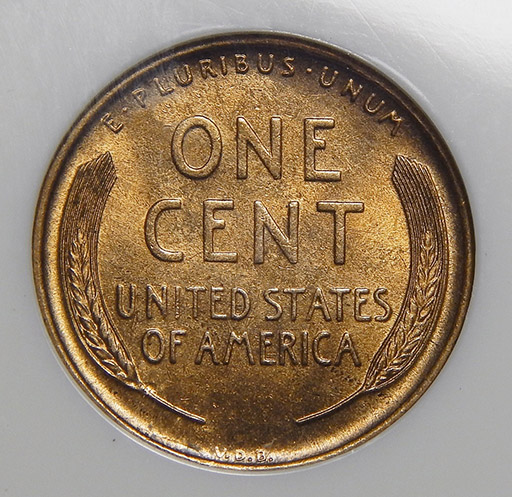 E·PLURIBUS·UNUM
ONE
CENT
UNITED STATES
OF AMERICA
V.D.B.